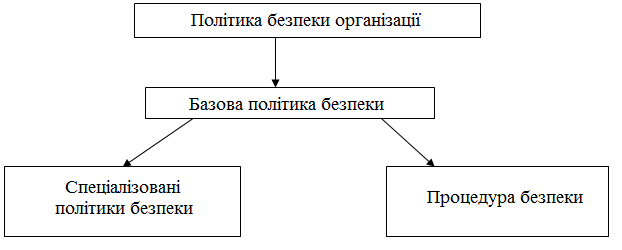 Політика безпеки організації
Базова політика безпеки
Спеціалізовані
політики безпеки
Процедура безпеки